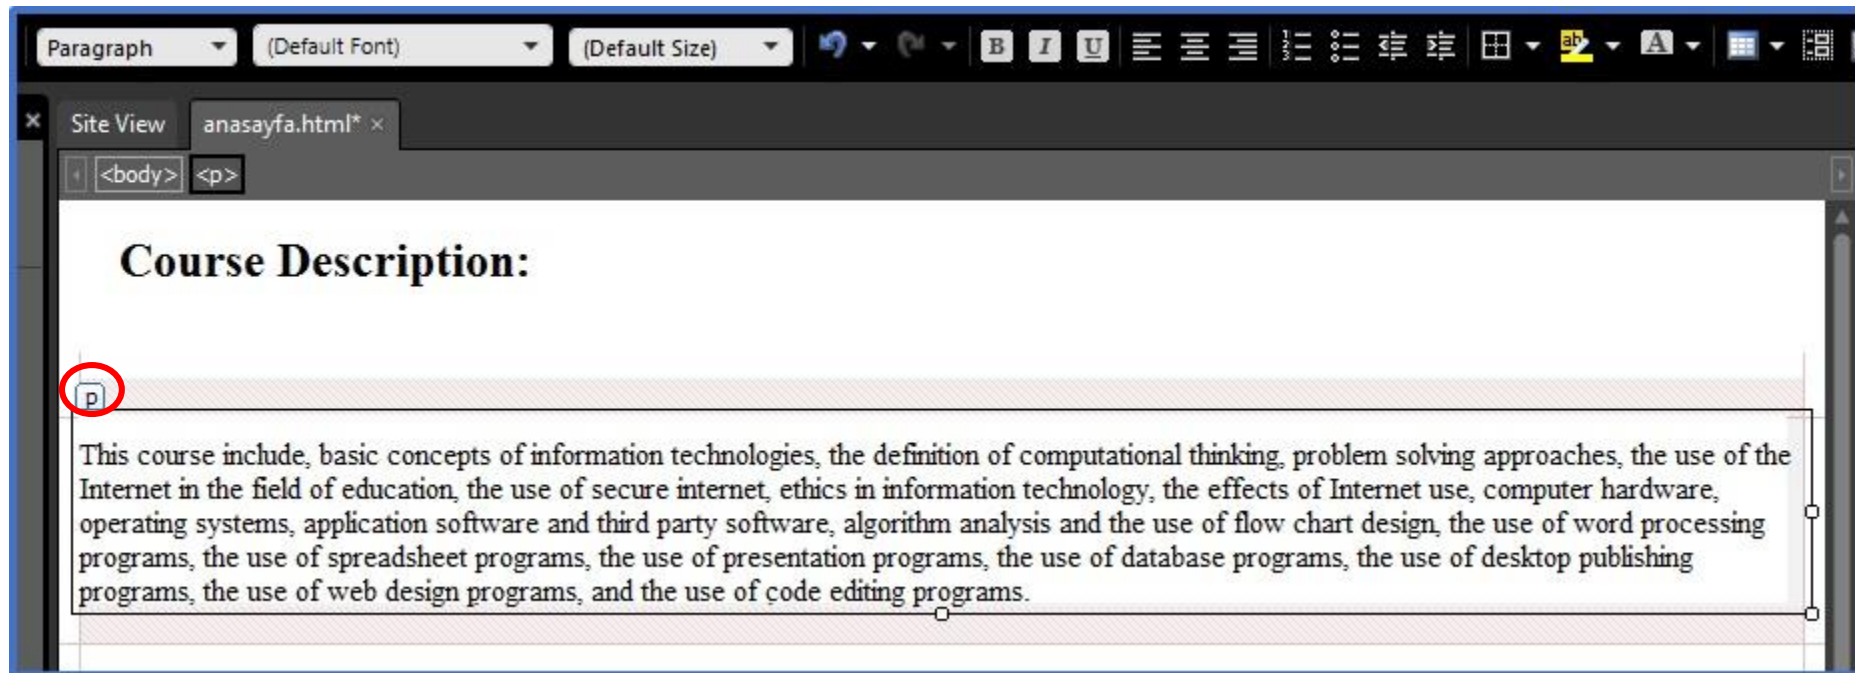 Paragraph (Default Font) (Default Size) B I U ab A
Site View anasayfa.html* ×
<body> <p>
Course Description:
p
This course include, basic concepts of information technologies, the definition of computational thinking, problem solving approaches, the use of the
Internet in the field of education, the use of secure internet, ethics in information technology, the effects of Internet use, computer hardware,
operating systems, application software and third party software, algorithm analysis and the use of flow chart design, the use of word processing
programs, the use of spreadsheet programs, the use of presentation programs, the use of database programs, the use of desktop publishing
programs, the use of web design programs, and the use of code editing programs.